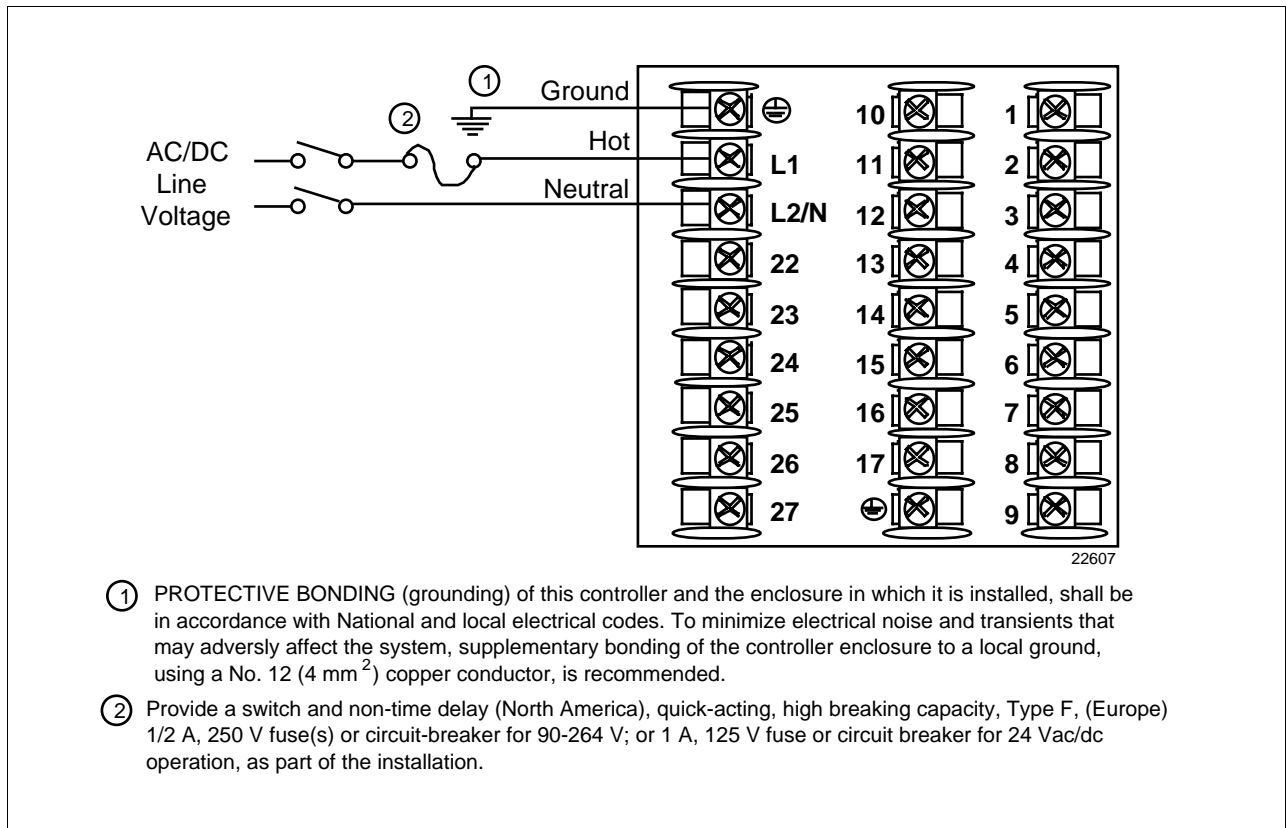 1
Ground
2
Hot
AC/DC
Line
Voltage
Neutral
L1
L2/N
22
23
24
25
26
27
10
11
12
13
14
15
16
17
1
2
3
4
5
6
7
8
9
22607
1 PROTECTIVE BONDING (grounding) of this controller and the enclosure in which it is installed, shall be
in accordance with National and local electrical codes. To minimize electrical noise and transients that
may adversly affect the system, supplementary bonding of the controller enclosure to a local ground,
using a No. 12 (4 mm 2) copper conductor, is recommended.
2 Provide a switch and non-time delay (North America), quick-acting, high breaking capacity, Type F, (Europe)
1/2 A, 250 V fuse(s) or circuit-breaker for 90-264 V; or 1 A, 125 V fuse or circuit breaker for 24 Vac/dc
operation, as part of the installation.